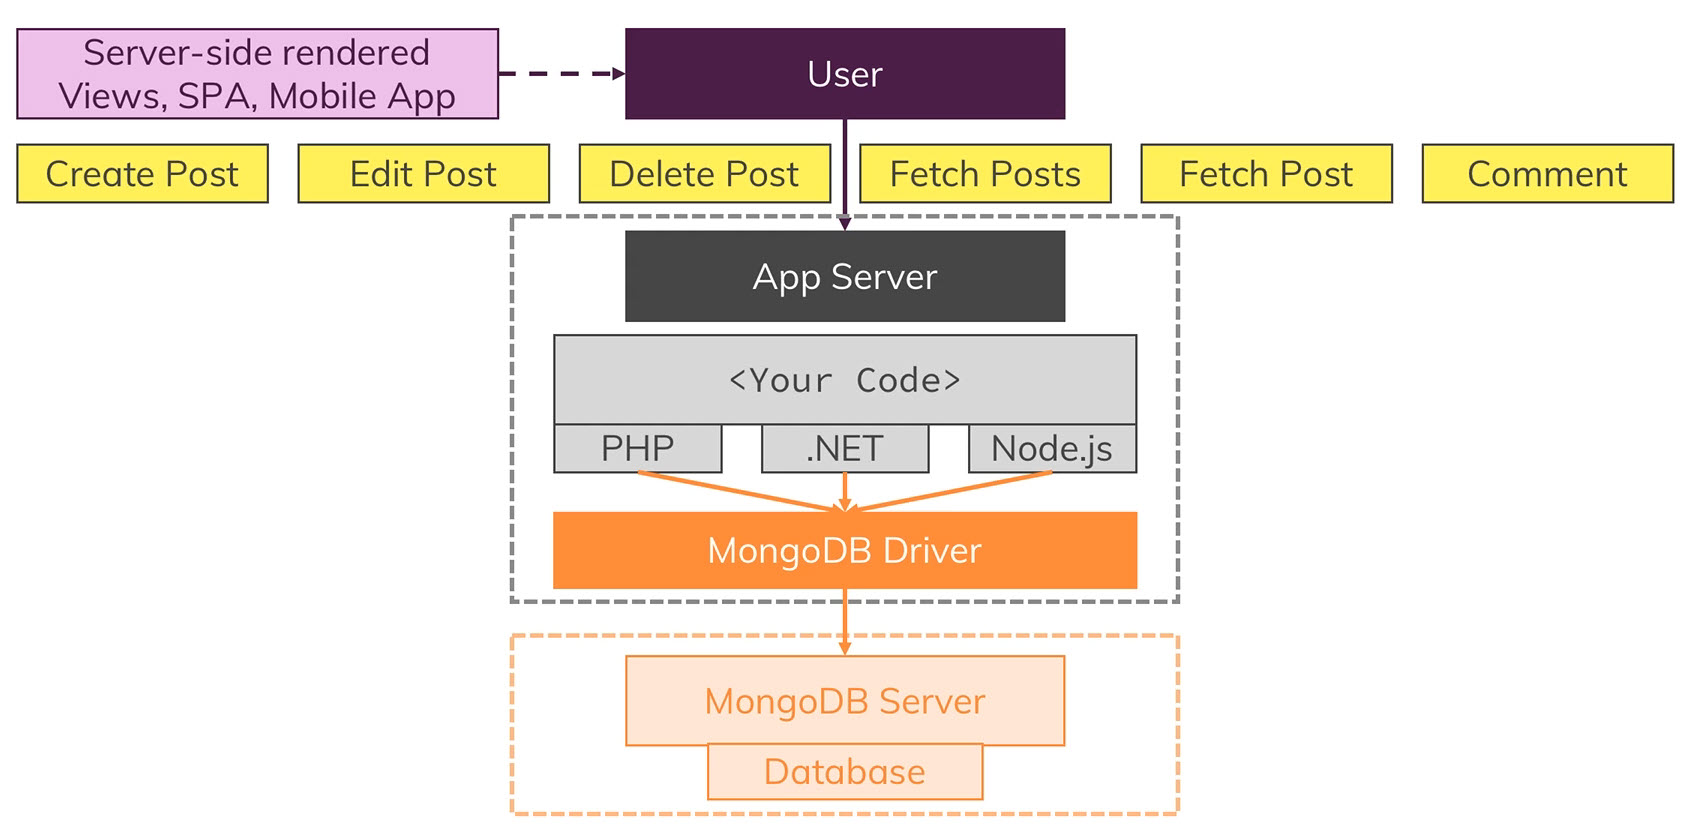 Server-side rendered
Views, SPA, Mobile App
User
Create Post
Edit Post
Delete Post
Fetch Posts
Fetch Post
Comment
App Server
<Your Code>
PHP
.NET
Node.js
MongoDB Driver
MongoDB Server
Database